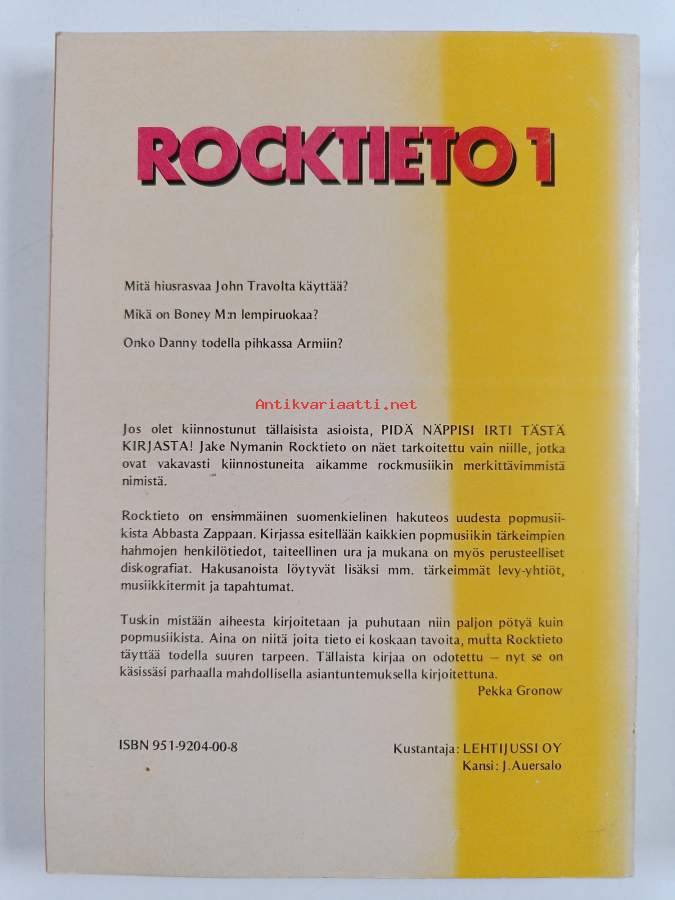 ROCKTIETO 1
Mitä hiusrasvaa John Travolta käyttää?
Mikä on Boney M:n lempiruokaa?
Onko Danny todella pihkassa Armiin?
Antikvariaatti.net
Jos olet kiinnostunut tällaisista asioista, PIDÄ NÄPPISI IRTI TÄSTÄ
KIRJASTA! Jake Nymanin Rocktieto on näet tarkoitettu vain niille, jotka
ovat vakavasti kiinnostuneita aikamme rockmusiikin merkittävimmistä
nimistä.
Rocktieto on ensimmäinen suomenkielinen hakuteos uudesta popmusii-
kista Abbasta Zappaan. Kirjassa esitellään kaikkien popmusiikin tärkeimpien
hahmojen henkilötiedot, taiteellinen ura ja mukana on myös perusteelliset
diskografiat. Hakusanoista löytyvät lisäksi mm. tärkeimmät levy-yhtiöt,
musiikkitermit ja tapahtumat.
Tuskin mistään aiheesta kirjoitetaan ja puhutaan niin paljon pötyä kuin
popmusiikista. Aina on niitä joita tieto ei koskaan tavoita, mutta Rocktieto
täyttää todella suuren tarpeen. Tällaista kirjaa on odotettu – nyt se on
käsissäsi parhaalla mahdollisella asiantuntemuksella kirjoitettuna.
Pekka Gronow
ISBN 951-9204-00-8
Kustantaja: LEHTIJUSSI OY
Kansi: J. Auersalo